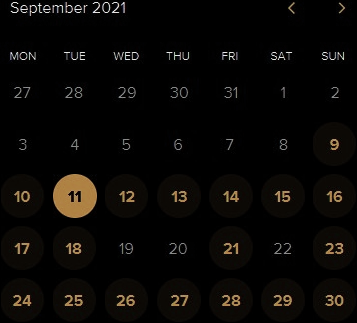 September 2021
MON TUE WED THU FRI SAT SUN
27 28 29 30 31 1 2
3 4 5 6 7 8 9
10 11 12 13 14 15 16
17 18 19 20 21 22 23
24 25 26 27 28 29 30